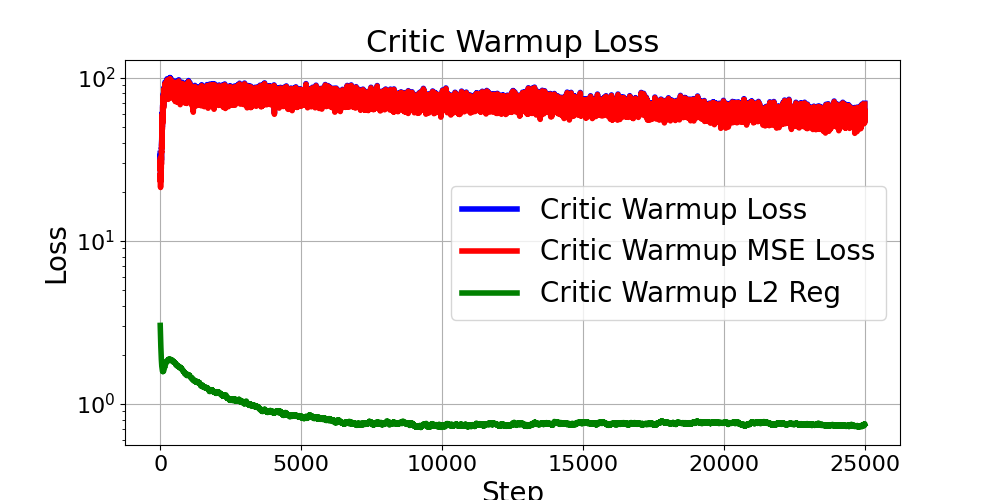 Critic Warmup Loss
Loss
10²
10¹
10⁰
Critic Warmup Loss
Critic Warmup MSE Loss
Critic Warmup L2 Reg
0 5000 10000 15000 20000 25000
Step